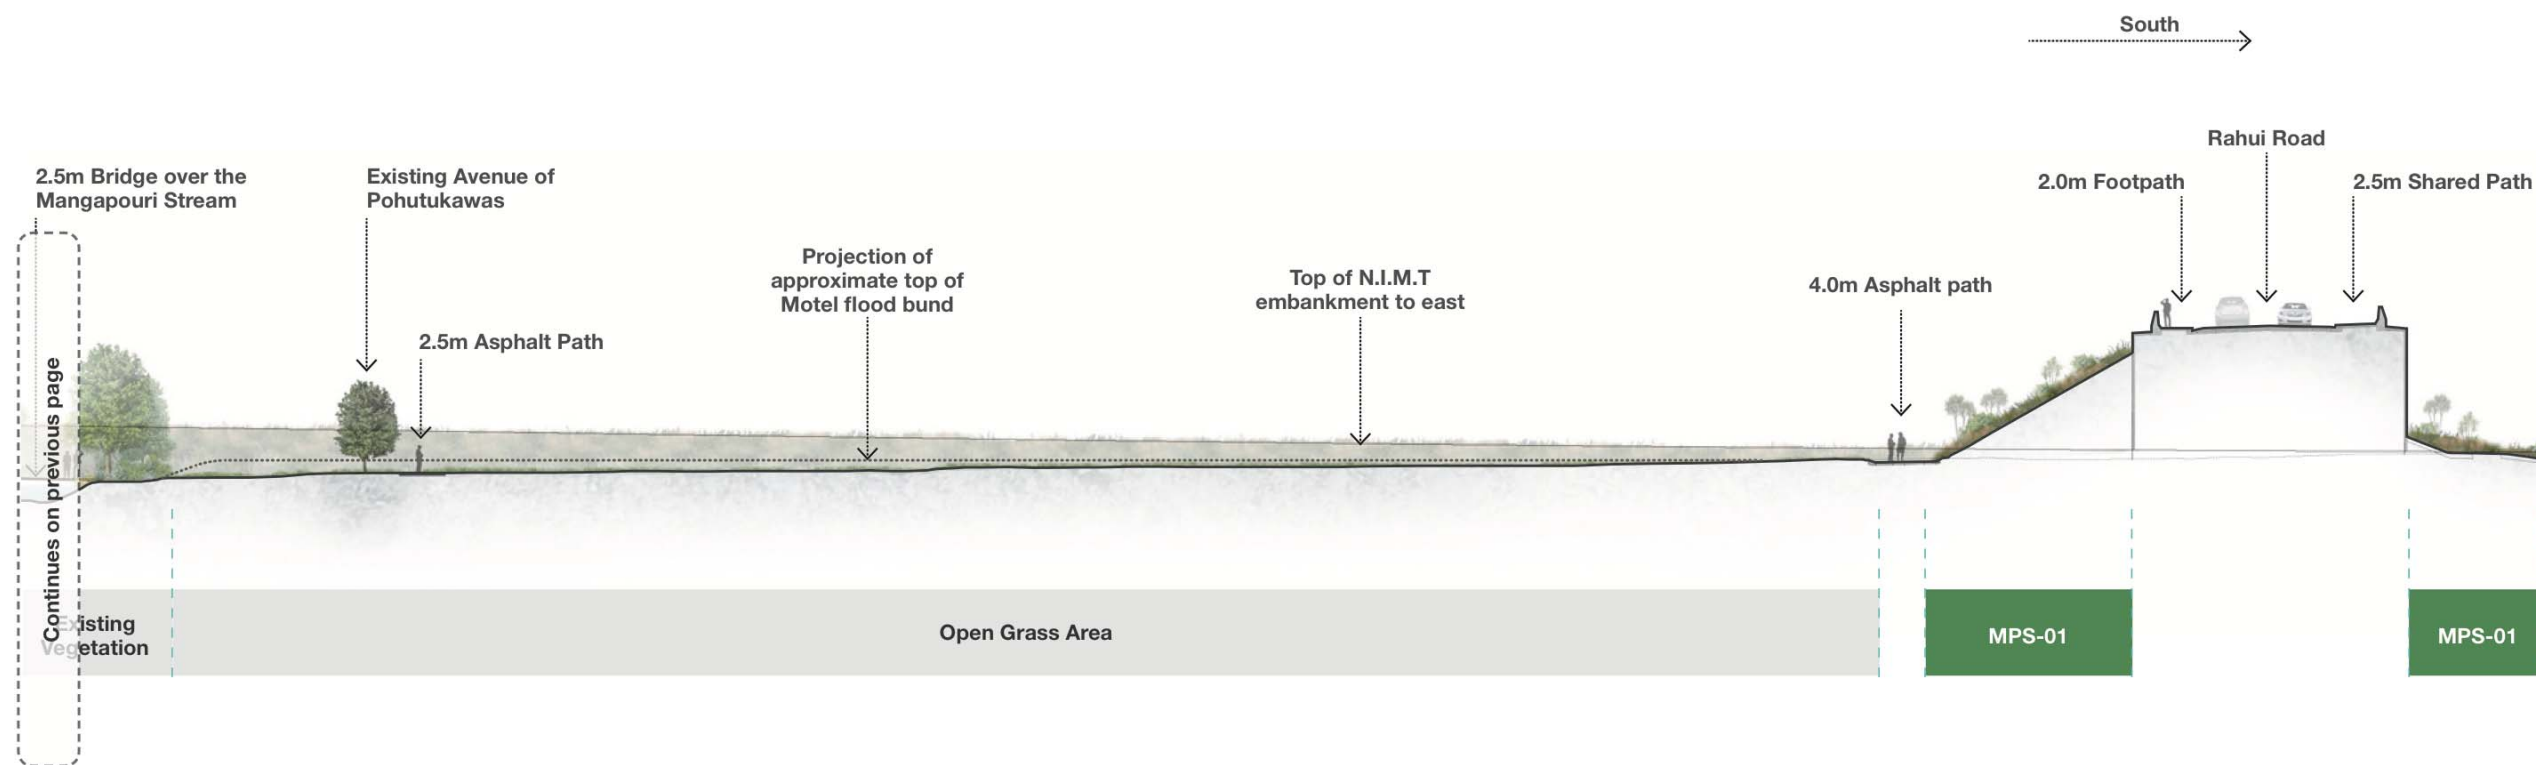 South
Rahui Road
2.5m Bridge over the
Mangapouri Stream
Existing Avenue of
Pohutukawas
2.0m Footpath
2.5m Shared Path
Projection of
approximate top of
Motel flood bund
Top of N.I.M.T
embankment to east
4.0m Asphalt path
2.5m Asphalt Path
Continues on previous page
Existing
Vegetation
Open Grass Area
MPS-01
MPS-01